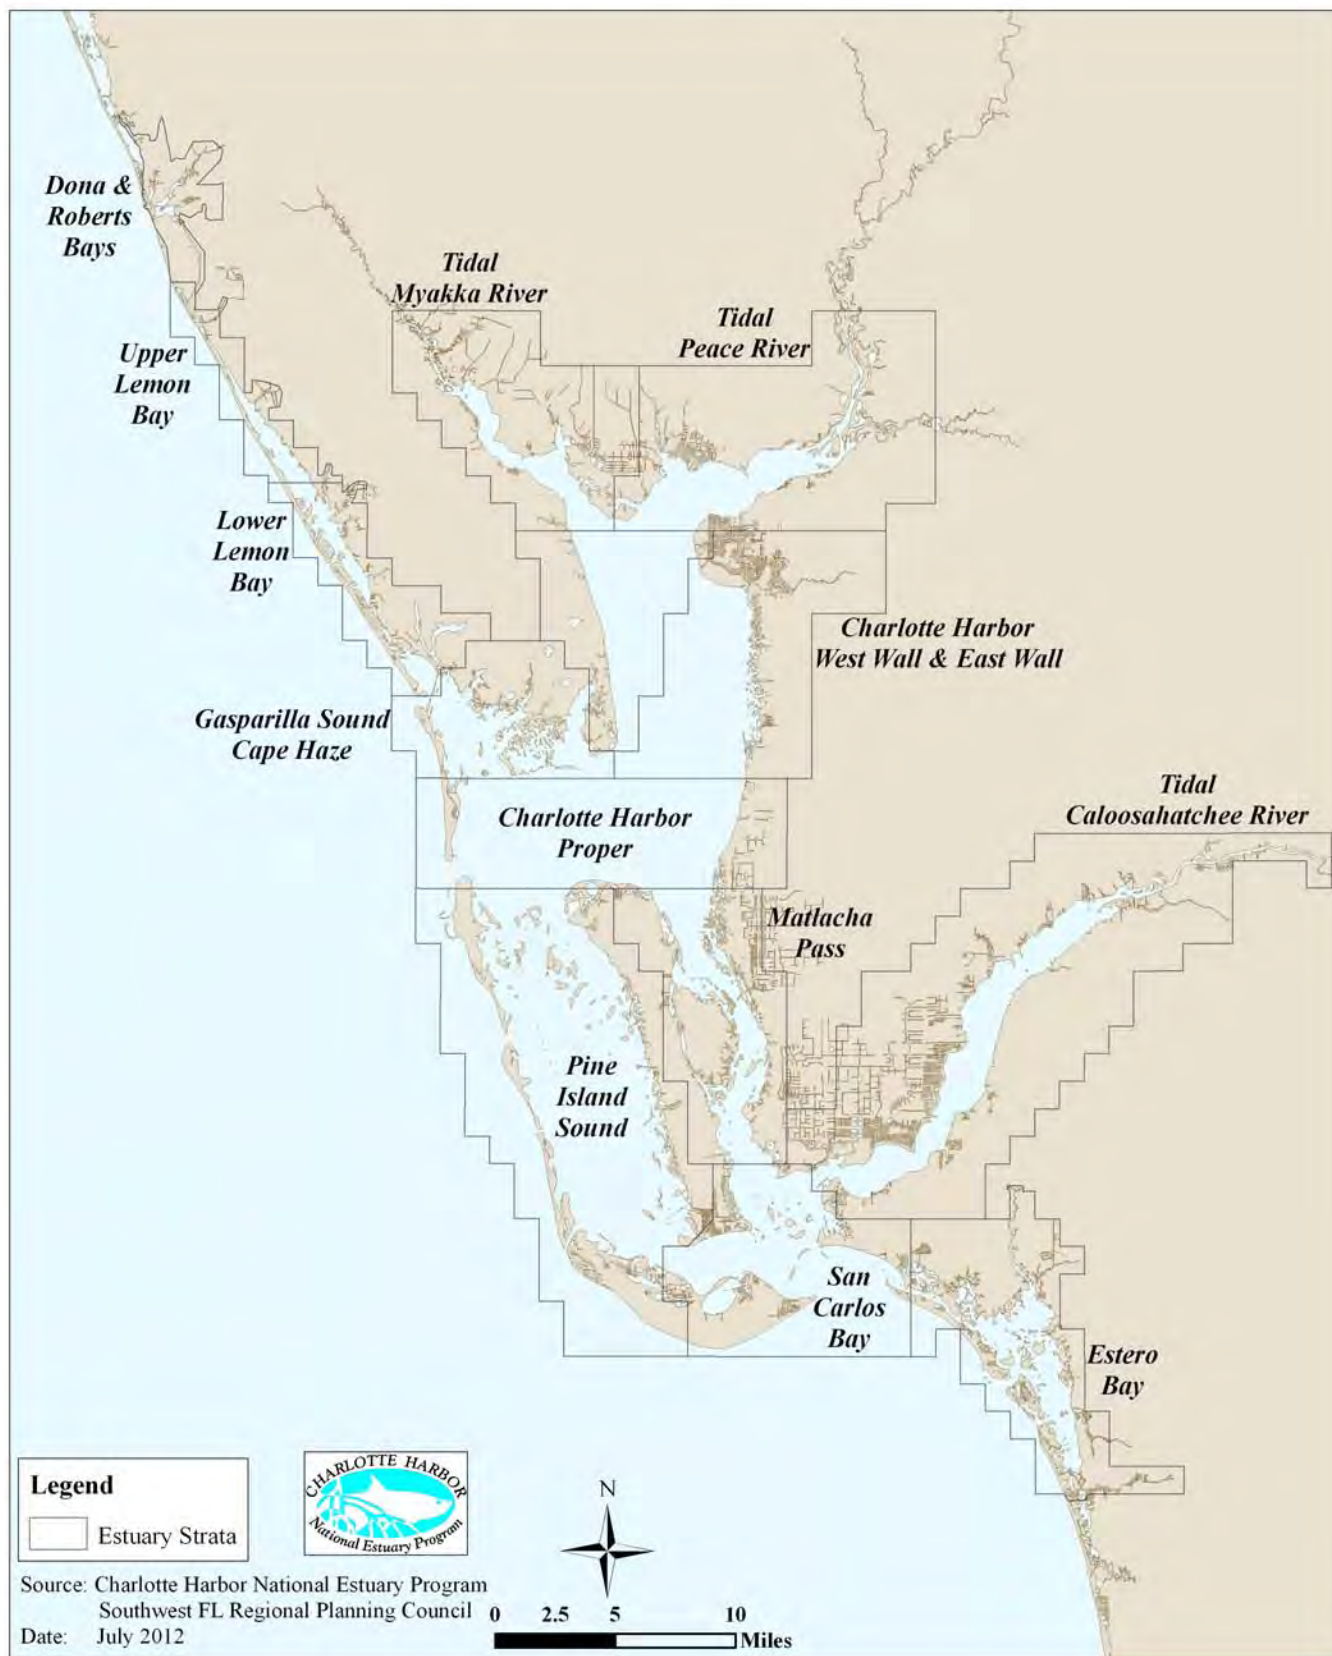 Dona &
Roberts
Bays
Tidal
Myakka River
Tidal
Peace River
Upper
Lemon
Bay
Lower
Lemon
Bay
Charlotte Harbor
West Wall & East Wall
Gasparilla Sound
Cape Haze
Charlotte Harbor
Proper
Tidal
Caloosahatchee River
Matlacha
Pass
Pine
Island
Sound
San
Carlos
Bay
Estero
Bay
Legend
Estuary Strata
CHARLOTTE HARBOR
National Estuary Program
N
Source: Charlotte Harbor National Estuary Program
Southwest FL Regional Planning Council
Date: July 2012
0 2.5 5 10
Miles